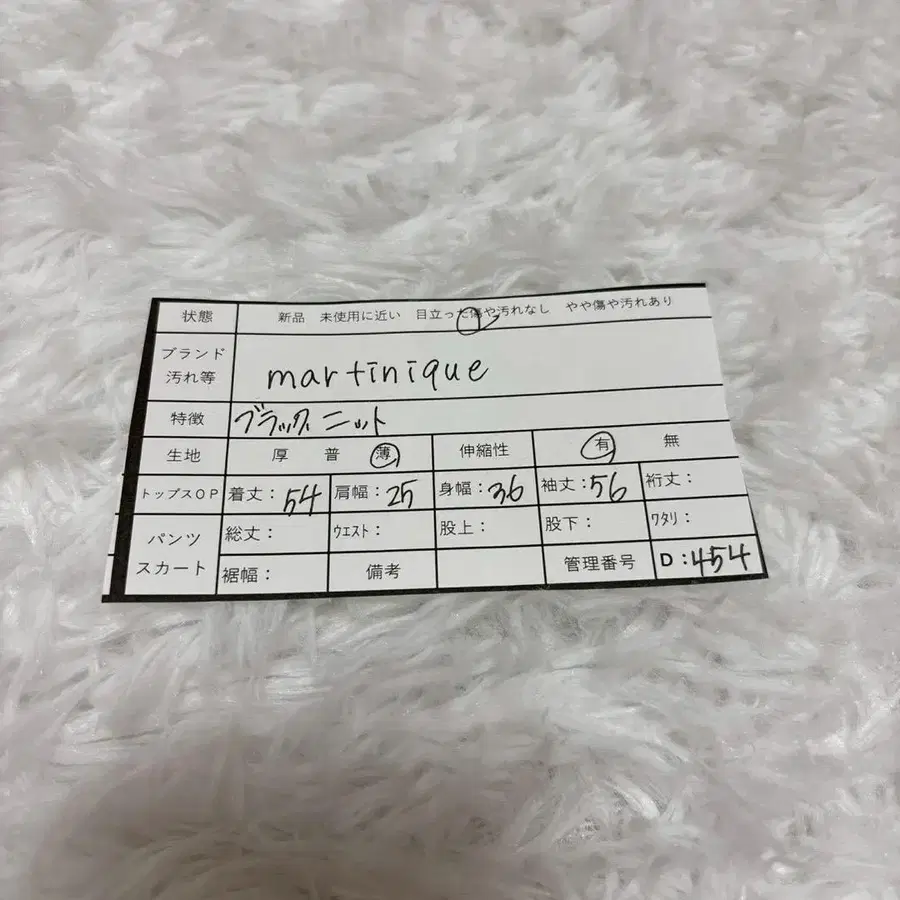 状態 新品 未使用に近い 目立った傷や汚れなし やや傷や汚れあり
ブランド
汚れ等 martinique
特徴 ブラックニット
生地 厚 普 薄 伸縮性 有 無
トップスOP 着丈:54 肩幅:25 身幅:36 袖丈:56 裄丈:
パンツ
スカート
総丈: ウエスト: 股上: 股下: ワタリ:
裾幅: 備考 管理番号 D:454